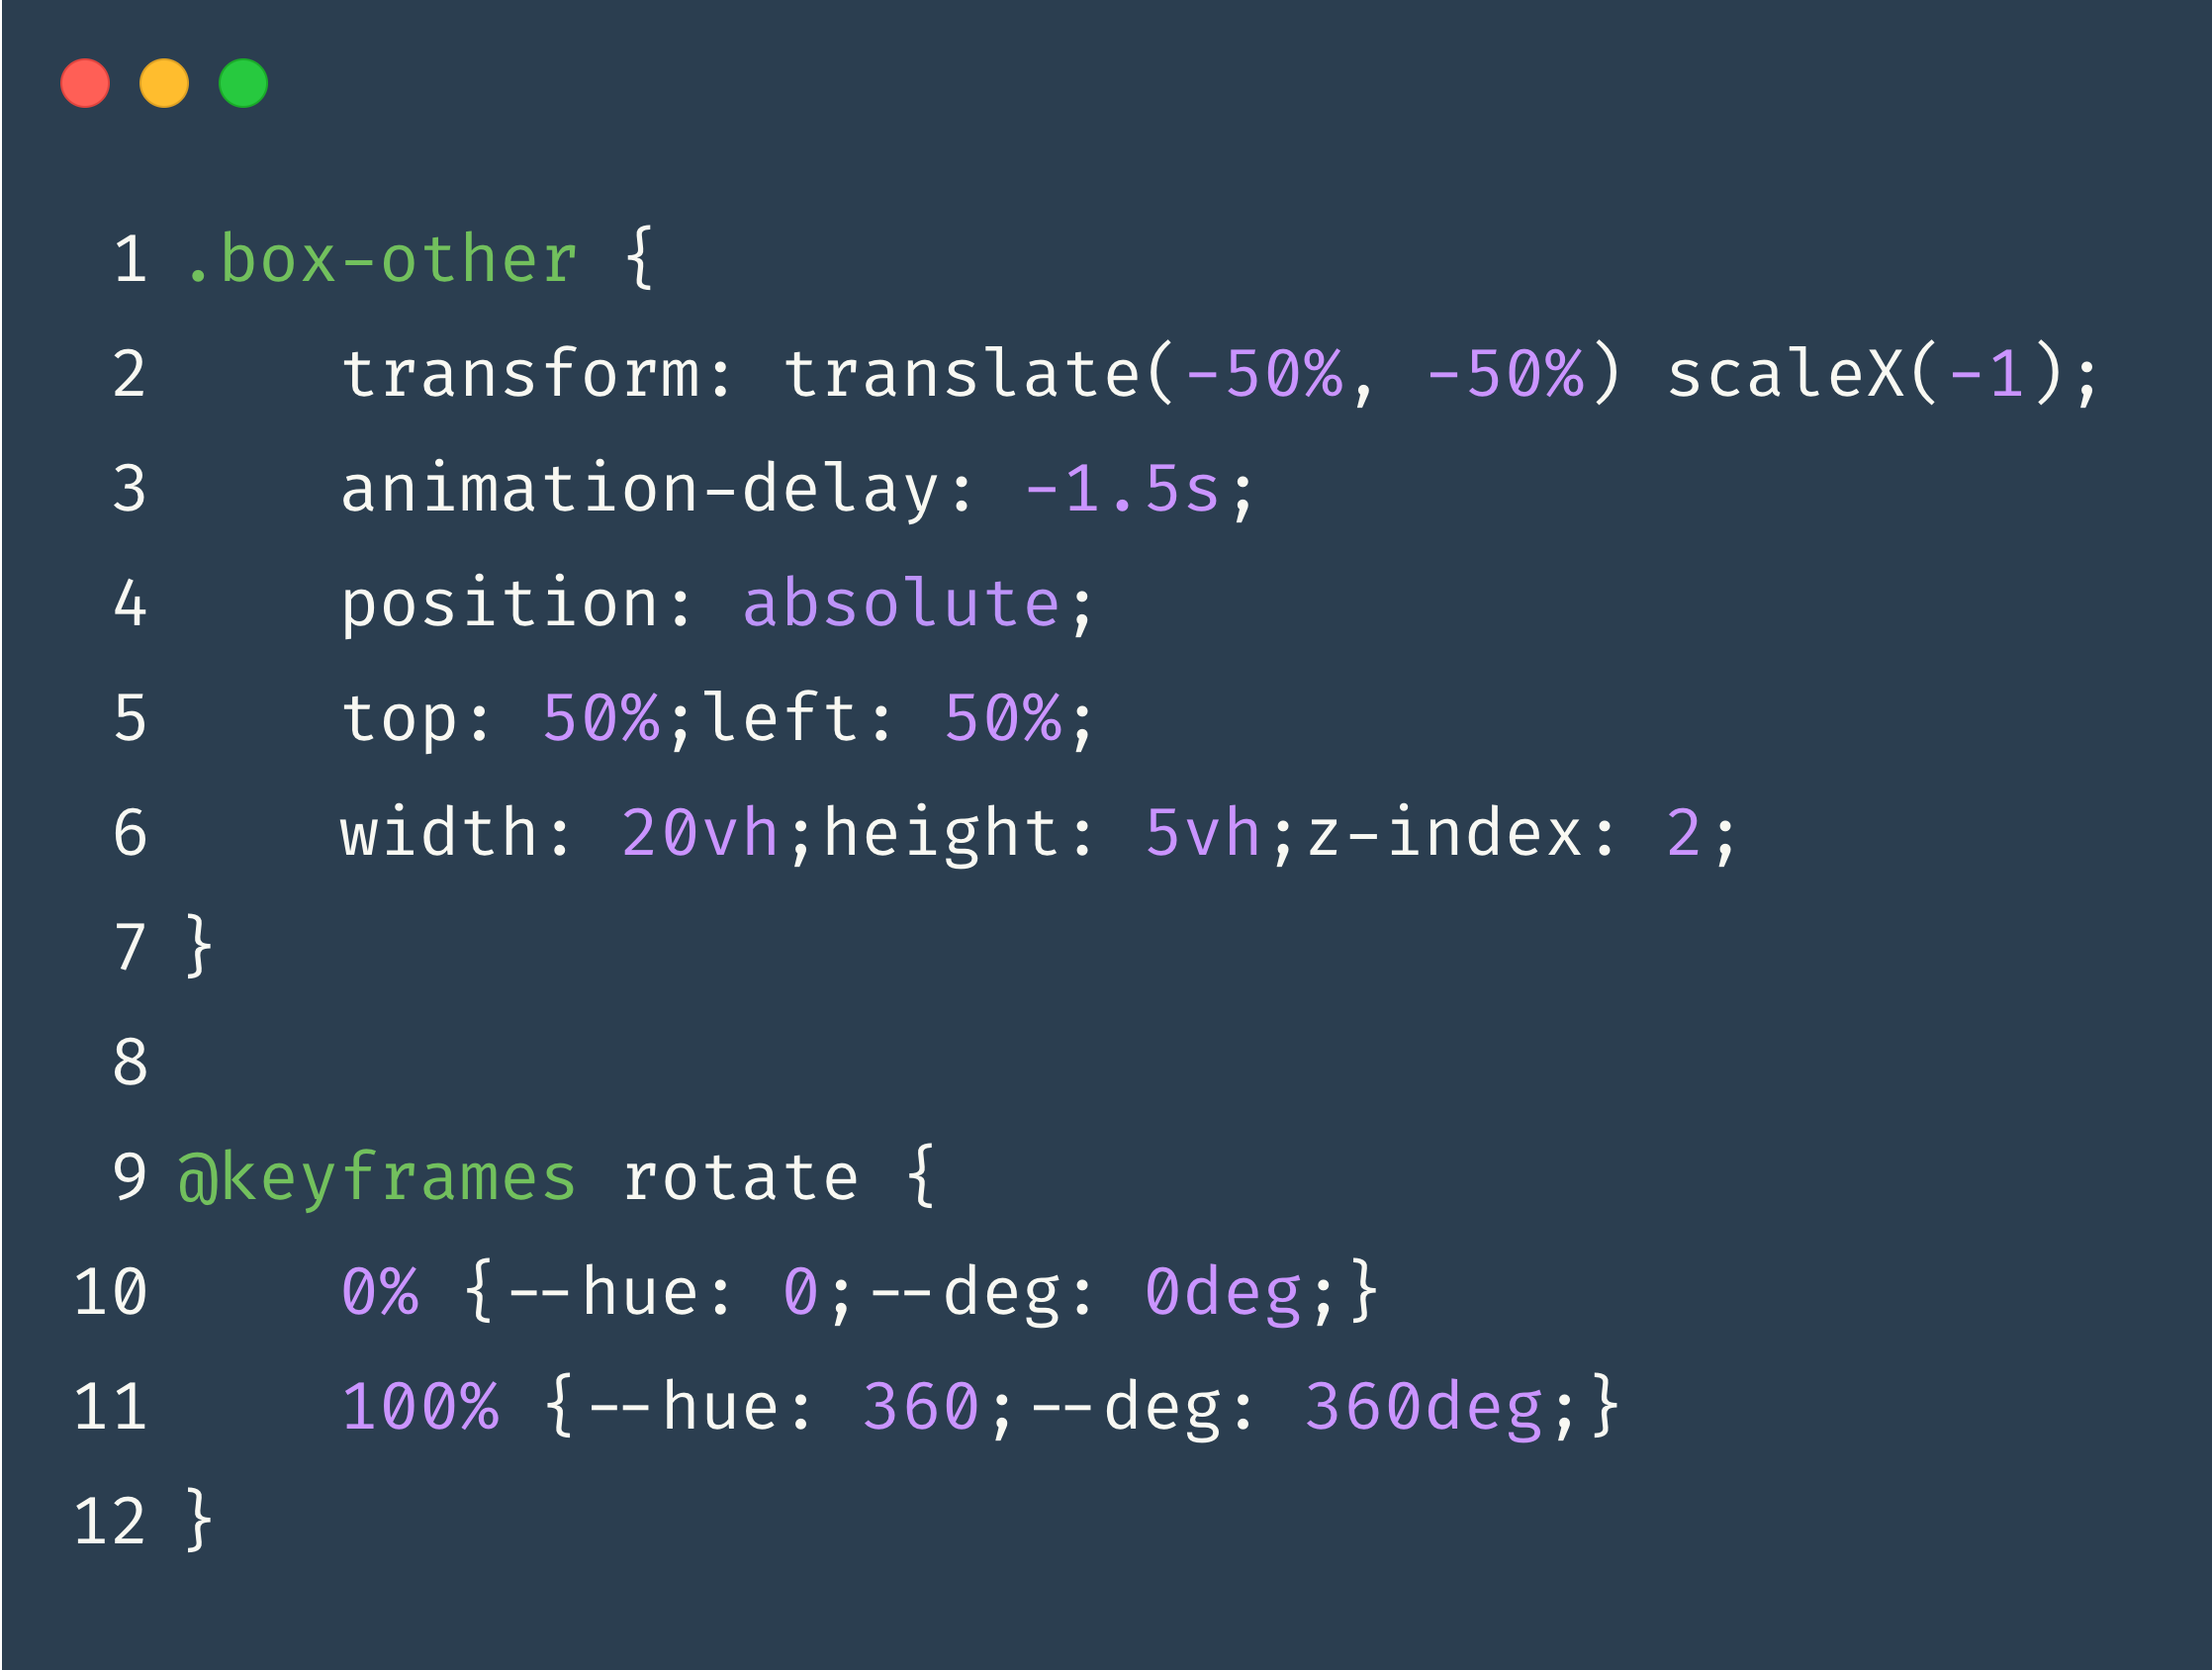 1 .box-other {
2     transform: translate(-50%, -50%) scaleX(-1);
3     animation-delay: -1.5s;
4     position: absolute;
5     top: 50%;left: 50%;
6     width: 20vh;height: 5vh;z-index: 2;
7 }
8
9 @keyframes rotate {
10     0% {--hue: 0;--deg: 0deg;}
11     100% {--hue: 360;--deg: 360deg;}
12 }